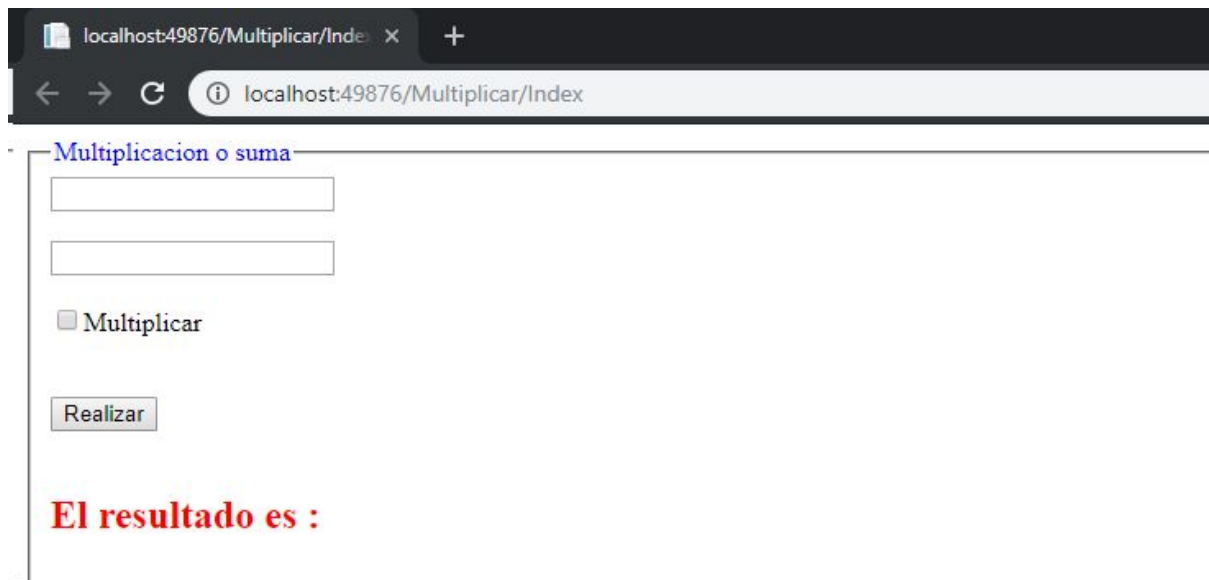 localhost:49876/Multiplicar/Inde
localhost:49876/Multiplicar/Index
Multiplicacion o suma
Multiplicar
Realizar
El resultado es :